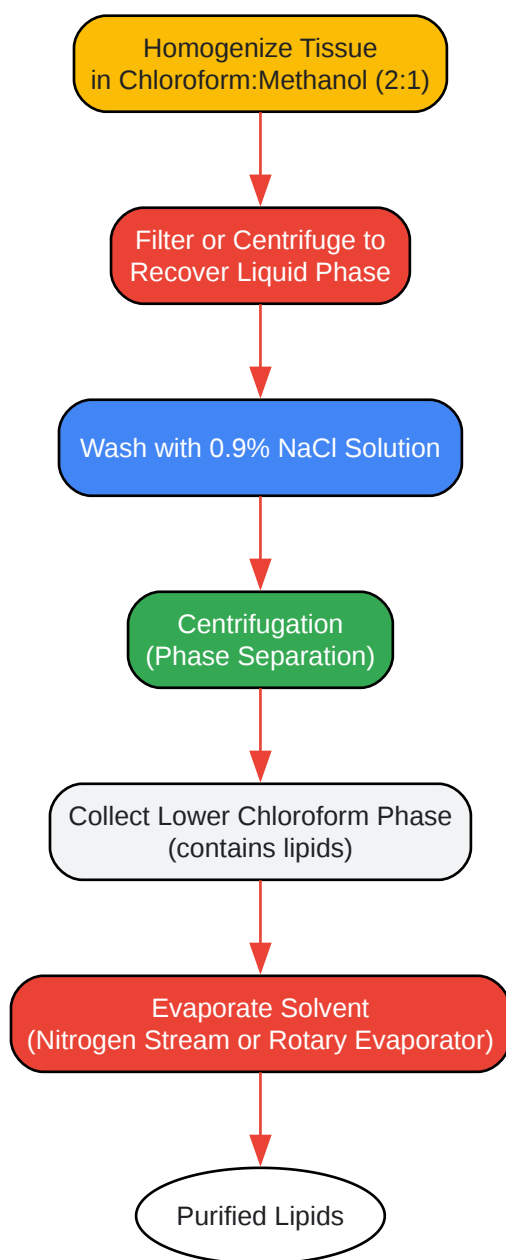 Homogenize Tissue
in Chloroform:Methanol (2:1)
Filter or Centrifuge to
Recover Liquid Phase
Wash with 0.9% NaCl Solution
Centrifugation
(Phase Separation)
Collect Lower Chloroform Phase
(contains lipids)
Evaporate Solvent
(Nitrogen Stream or Rotary Evaporator)
Purified Lipids